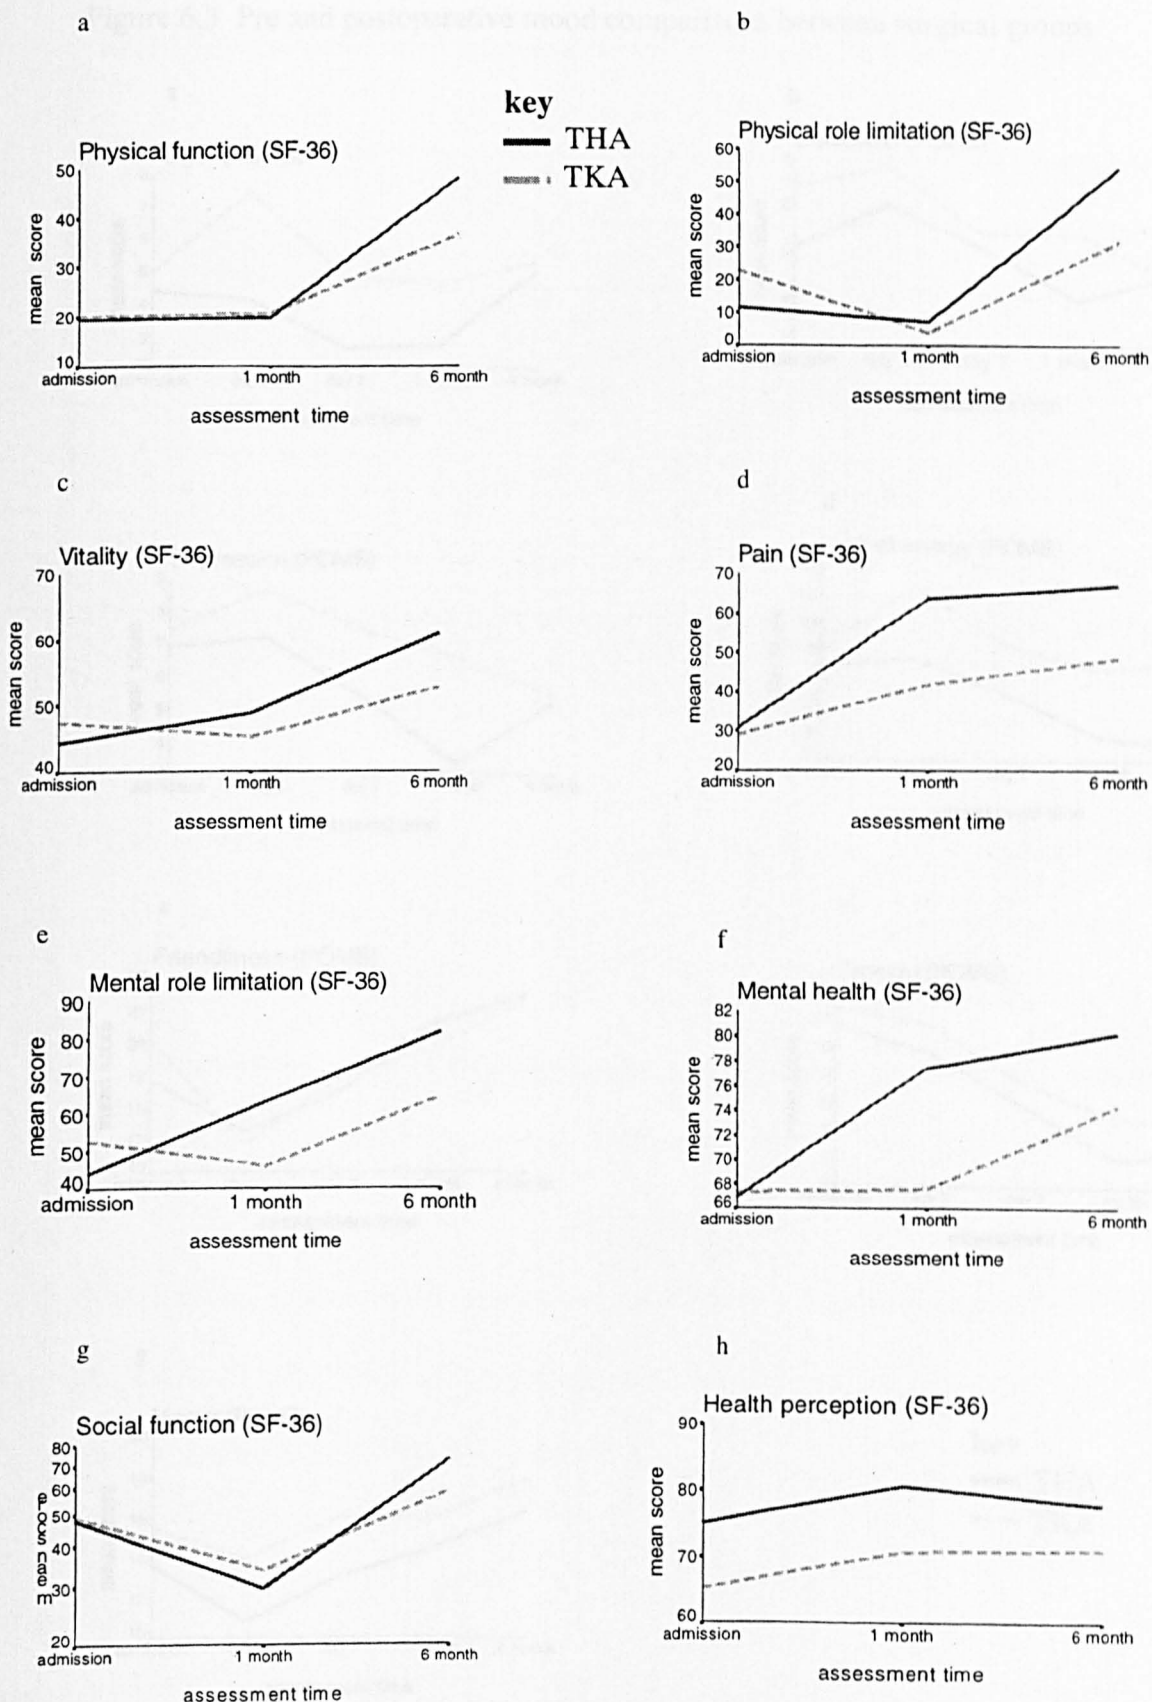 a
b
key
THA
TKA
Physical function (SF-36)
50
40
30
20
10
mean score
admission 1 month 6 month
assessment time
Physical role limitation (SF-36)
60
50
40
30
20
10
0
mean score
admission 1 month 6 month
assessment time
c
d
Vitality (SF-36)
70
60
50
40
mean score
admission 1 month 6 month
assessment time
Pain (SF-36)
70
60
50
40
30
20
mean score
admission 1 month 6 month
assessment time
e
f
Mental role limitation (SF-36)
90
80
70
60
50
40
mean score
admission 1 month 6 month
assessment time
Mental health (SF-36)
82
80
78
76
74
72
70
68
66
mean score
admission 1 month 6 month
assessment time
g
h
Social function (SF-36)
80
70
60
50
40
30
20
mean score
admission 1 month 6 month
assessment time
Health perception (SF-36)
90
80
70
60
mean score
admission 1 month 6 month
assessment time